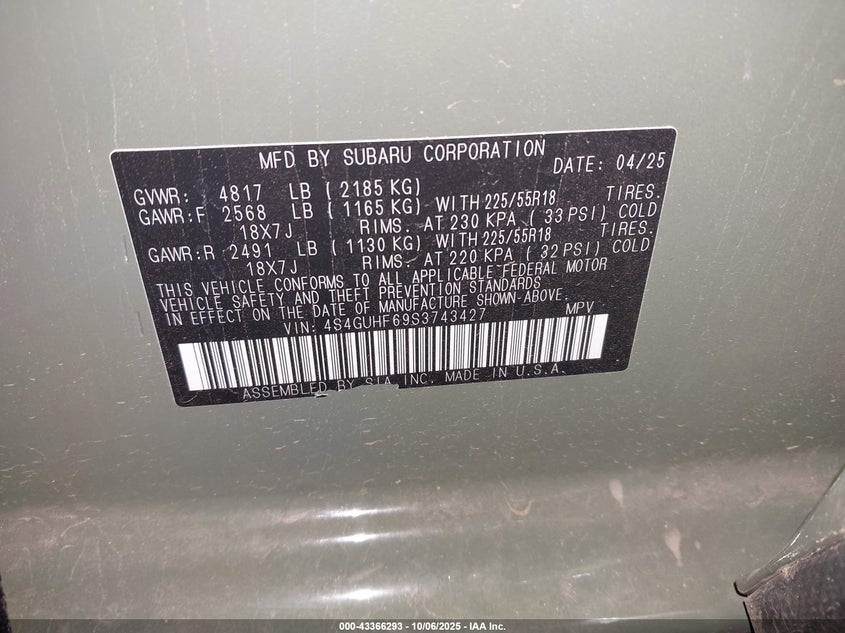 MFD BY SUBARU CORPORATION DATE: 04/25
GVWR: 4817 LB ( 2185 KG)
GAWR:F 2568 LB ( 1165 KG) WITH 225/55R18 TIRES.
18X7J RIMS. AT 230 KPA ( 33 PSI) COLD
GAWR:R 2491 LB ( 1130 KG) WITH 225/55R18 TIRES.
18X7J RIMS. AT 220 KPA ( 32 PSI) COLD
THIS VEHICLE CONFORMS TO ALL APPLICABLE FEDERAL MOTOR
VEHICLE SAFETY AND THEFT PREVENTION STANDARDS
IN EFFECT ON THE DATE OF MANUFACTURE SHOWN-ABOVE.
VIN: 4S4GUHF69S3743427 MPV
ASSEMBLED BY SIA INC. MADE IN U.S.A.
000-43366293 - 10/06/2025 - IAA Inc.